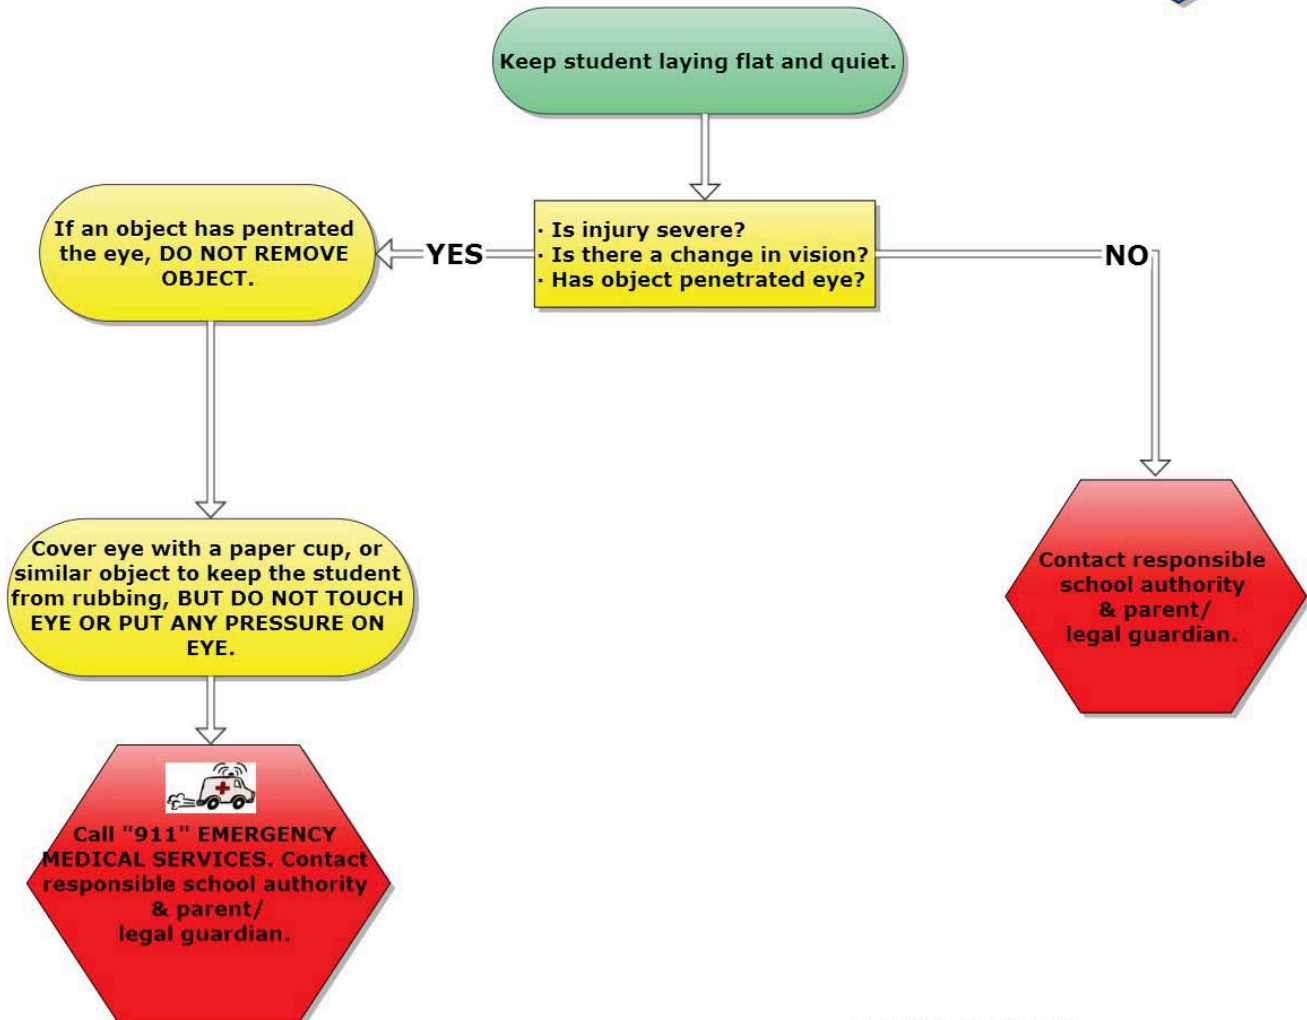 Keep student laying flat and quiet.
If an object has pentrated
the eye, DO NOT REMOVE
OBJECT.
YES
· Is injury severe?
· Is there a change in vision?
· Has object penetrated eye?
NO
Cover eye with a paper cup, or
similar object to keep the student
from rubbing, BUT DO NOT TOUCH
EYE OR PUT ANY PRESSURE ON
EYE.
Contact responsible
school authority
& parent/
legal guardian.
Call "911" EMERGENCY
MEDICAL SERVICES. Contact
responsible school authority
& parent/
legal guardian.